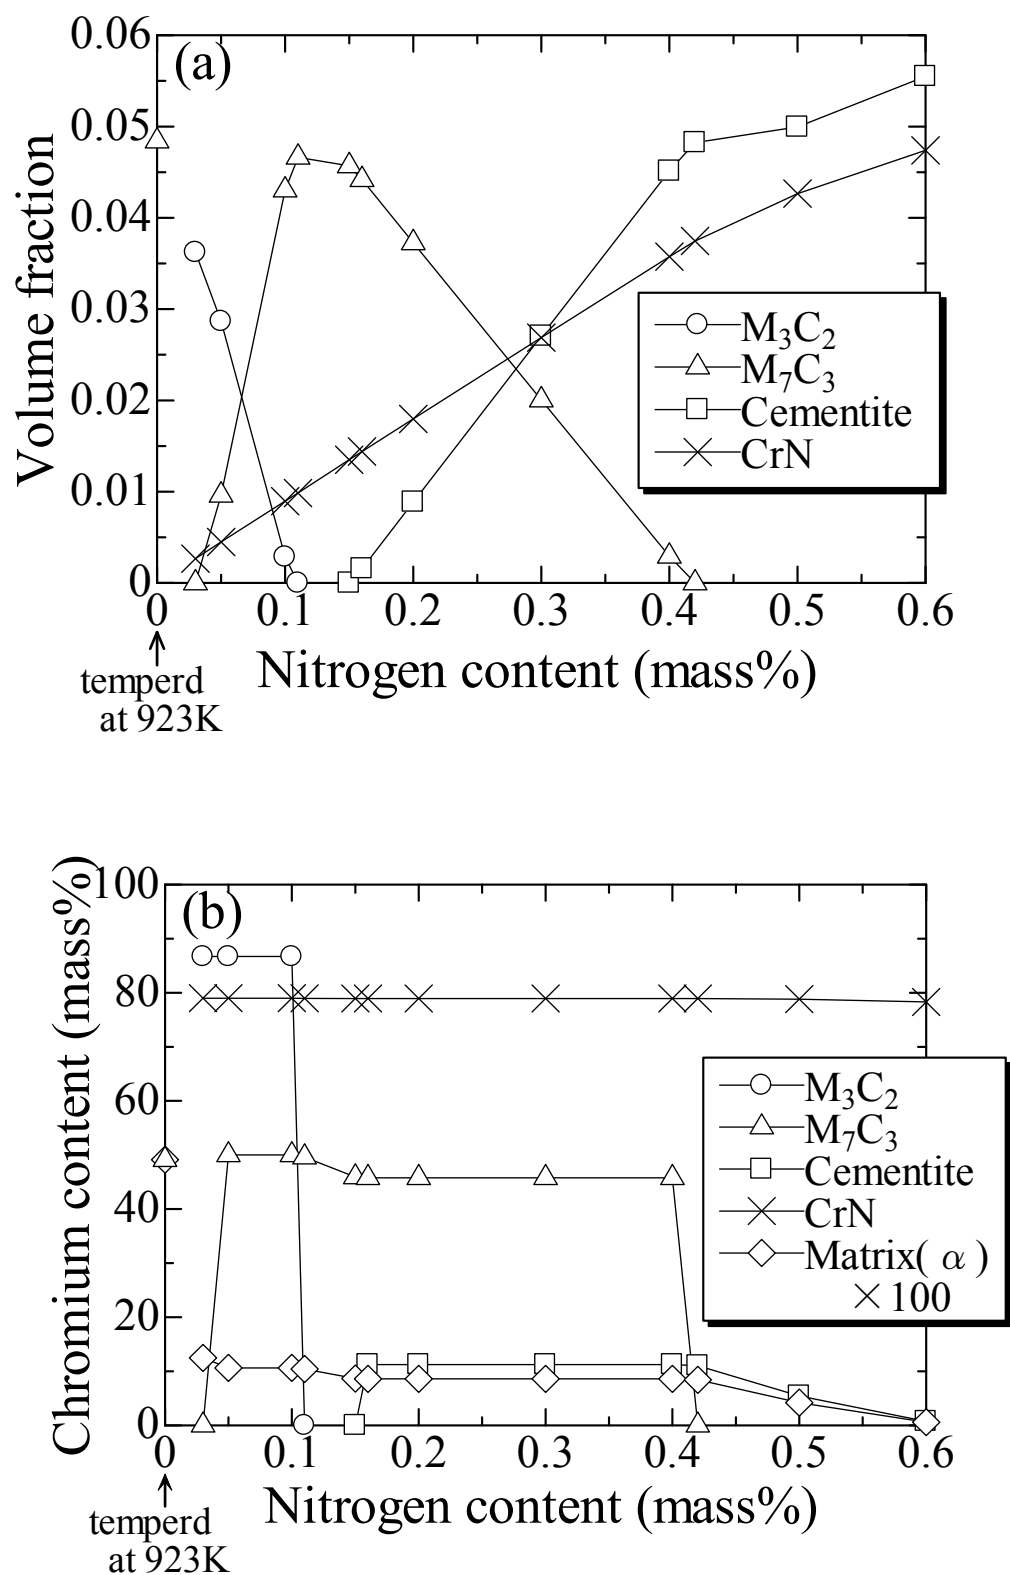 (a)
Volume fraction
0.06
0.05
0.04
0.03
0.02
0.01
0
0 0.1 0.2 0.3 0.4 0.5 0.6
M₃C₂
M₇C₃
Cementite
CrN
Nitrogen content (mass%)
temperd
at 923K
(b)
Chromium content (mass%)
100
80
60
40
20
0
0 0.1 0.2 0.3 0.4 0.5 0.6
M₃C₂
M₇C₃
Cementite
CrN
Matrix( α )
× 100
Nitrogen content (mass%)
temperd
at 923K